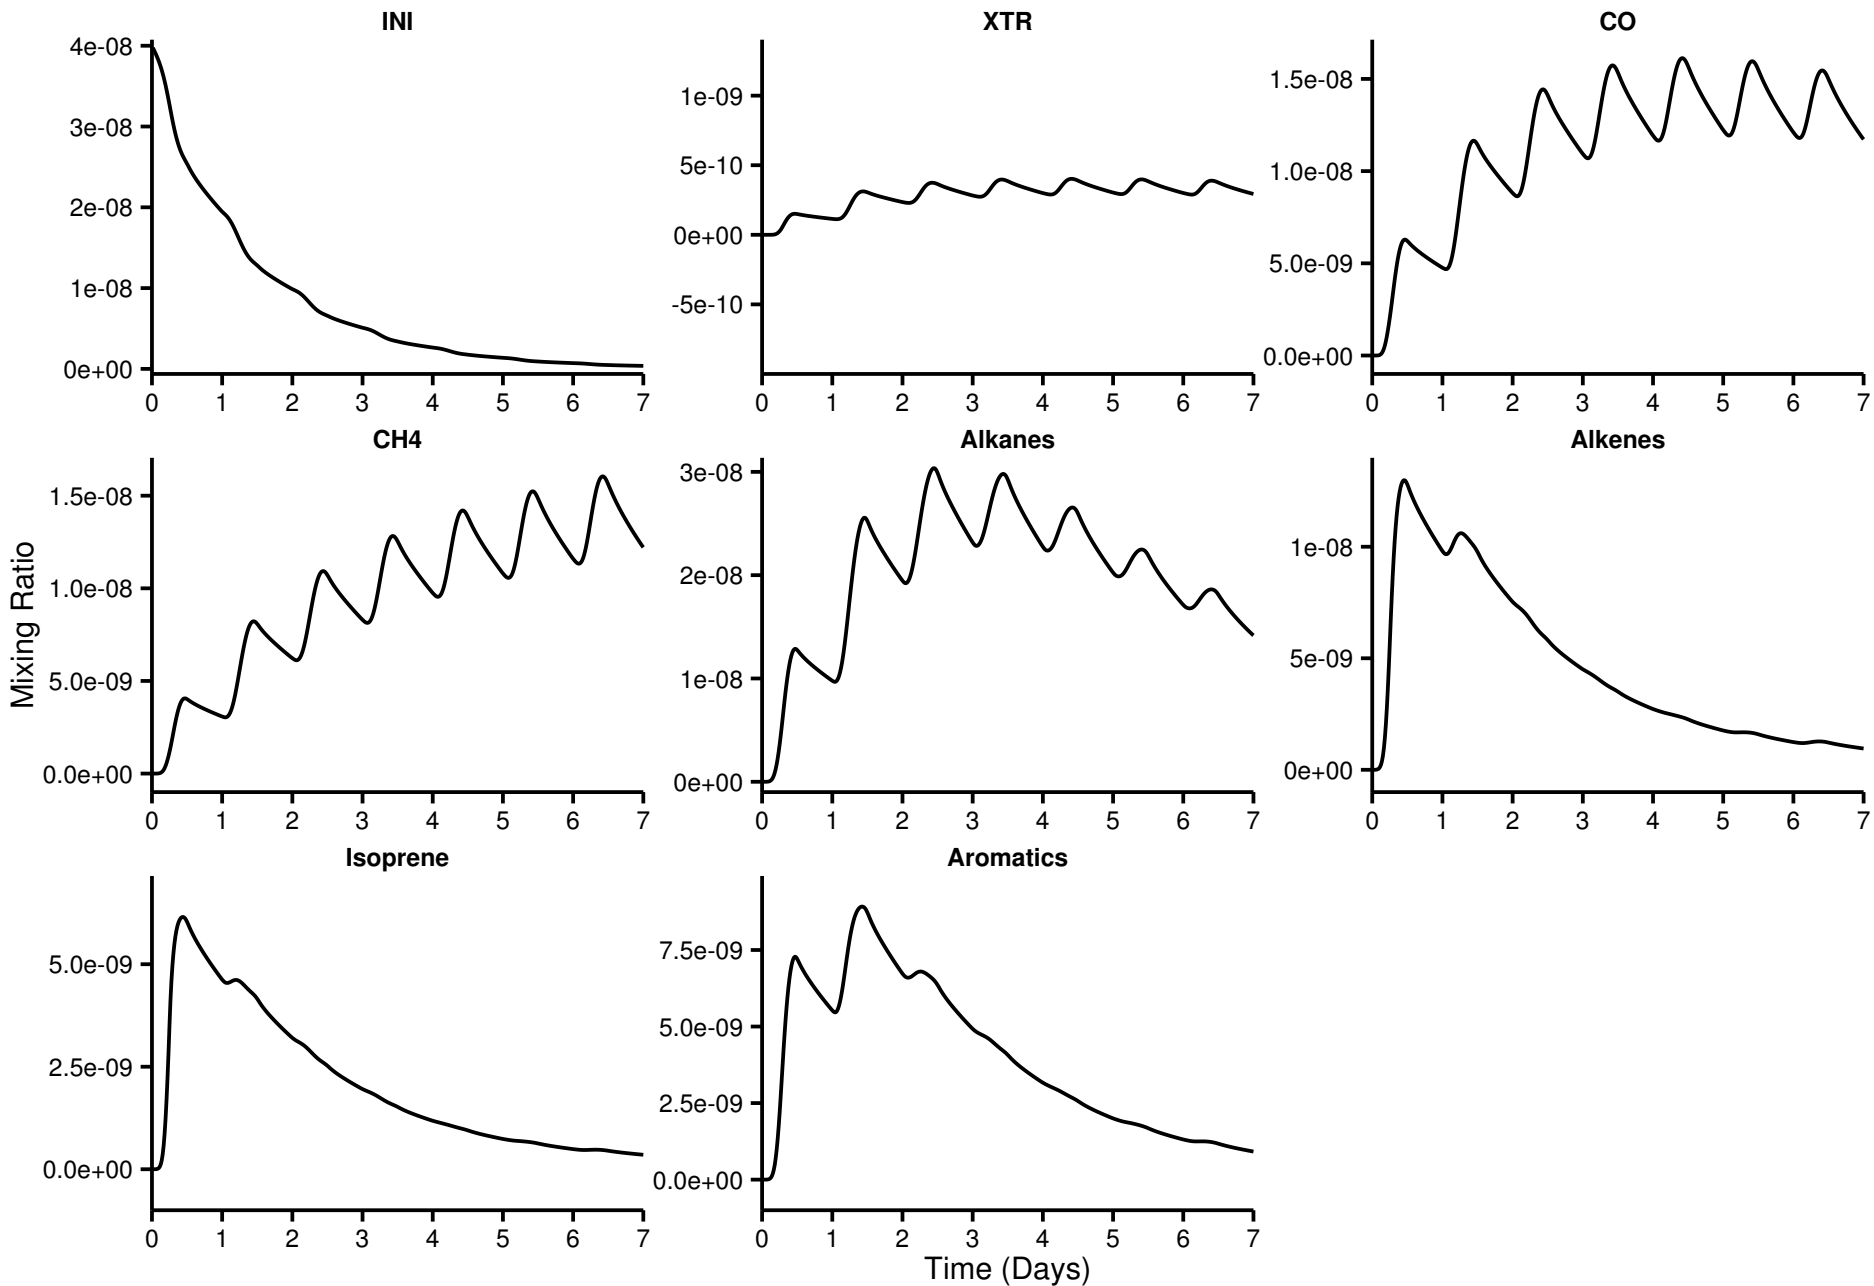 INI
4e-08
3e-08
2e-08
1e-08
0e+00
0 1 2 3 4 5 6 7
XTR
1e-09
5e-10
0e+00
-5e-10
0 1 2 3 4 5 6 7
CO
1.5e-08
1.0e-08
5.0e-09
0.0e+00
0 1 2 3 4 5 6 7
Mixing Ratio
CH4
1.5e-08
1.0e-08
5.0e-09
0.0e+00
0 1 2 3 4 5 6 7
Alkanes
3e-08
2e-08
1e-08
0e+00
0 1 2 3 4 5 6 7
Alkenes
1e-08
5e-09
0e+00
0 1 2 3 4 5 6 7
Isoprene
5.0e-09
2.5e-09
0.0e+00
0 1 2 3 4 5 6 7
Aromatics
7.5e-09
5.0e-09
2.5e-09
0.0e+00
0 1 2 3 4 5 6 7
Time (Days)